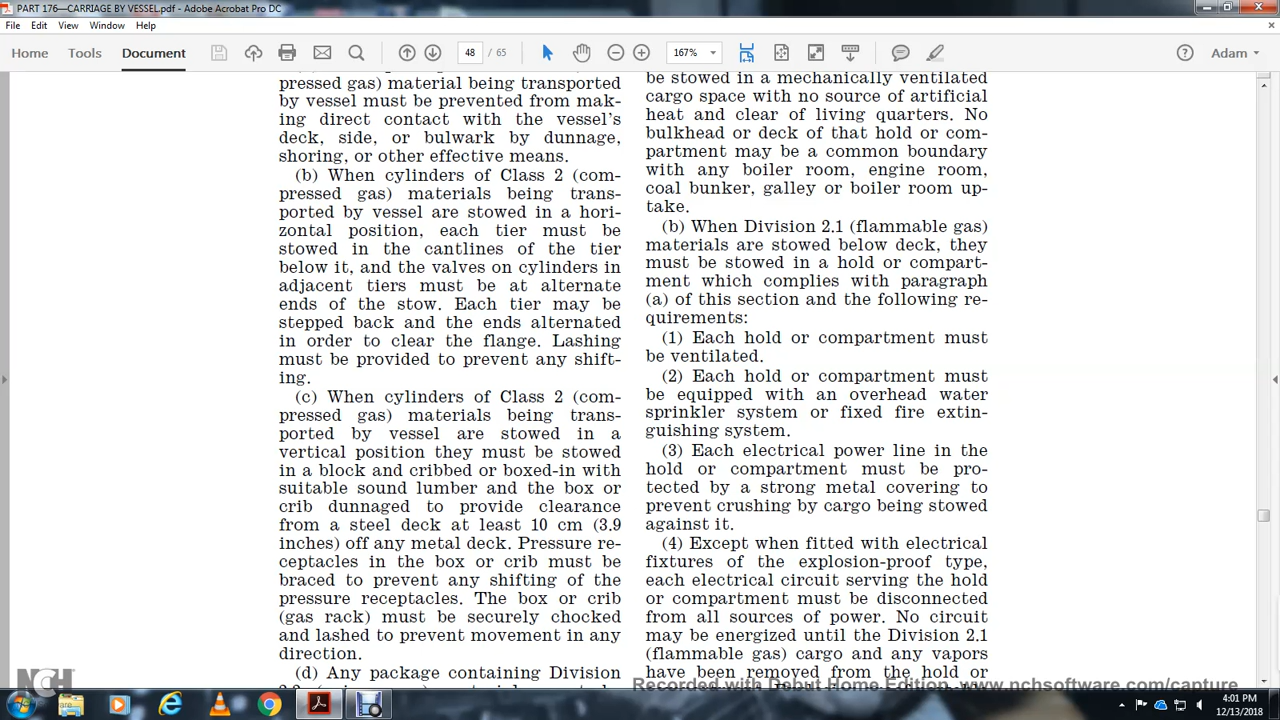 PART 176—CARRIAGE BY VESSEL.pdf - Adobe Acrobat Pro DC
File Edit View Window Help
Home Tools Document 48 / 65 167% Adam
pressed gas) material being transported
by vessel must be prevented from mak-
ing direct contact with the vessel's
deck, side, or bulwark by dunnage,
shoring, or other effective means.
(b) When cylinders of Class 2 (com-
pressed gas) materials being trans-
ported by vessel are stowed in a hori-
zontal position, each tier must be
stowed in the cantlines of the tier
below it, and the valves on cylinders in
adjacent tiers must be at alternate
ends of the stow. Each tier may be
stepped back and the ends alternated
in order to clear the flange. Lashing
must be provided to prevent any shift-
ing.
(c) When cylinders of Class 2 (com-
pressed gas) materials being trans-
ported by vessel are stowed in a
vertical position they must be stowed
in a block and cribbed or boxed-in with
suitable sound lumber and the box or
crib dunnaged to provide clearance
from a steel deck at least 10 cm (3.9
inches) off any metal deck. Pressure re-
ceptacles in the box or crib must be
braced to prevent any shifting of the
pressure receptacles. The box or crib
(gas rack) must be securely chocked
and lashed to prevent movement in any
direction.
(d) Any package containing Division
be stowed in a mechanically ventilated
cargo space with no source of artificial
heat and clear of living quarters. No
bulkhead or deck of that hold or com-
partment may be a common boundary
with any boiler room, engine room,
coal bunker, galley or boiler room up-
take.
(b) When Division 2.1 (flammable gas)
materials are stowed below deck, they
must be stowed in a hold or compart-
ment which complies with paragraph
(a) of this section and the following re-
quirements:
(1) Each hold or compartment must
be ventilated.
(2) Each hold or compartment must
be equipped with an overhead water
sprinkler system or fixed fire extin-
guishing system.
(3) Each electrical power line in the
hold or compartment must be pro-
tected by a strong metal covering to
prevent crushing by cargo being stowed
against it.
(4) Except when fitted with electrical
fixtures of the explosion-proof type,
each electrical circuit serving the hold
or compartment must be disconnected
from all sources of power. No circuit
may be energized until the Division 2.1
(flammable gas) cargo and any vapors
have been removed from the hold or
NCH
Recorded with Debut Home Edition www.nchsoftware.com/capture
4:01 PM
12/13/2018